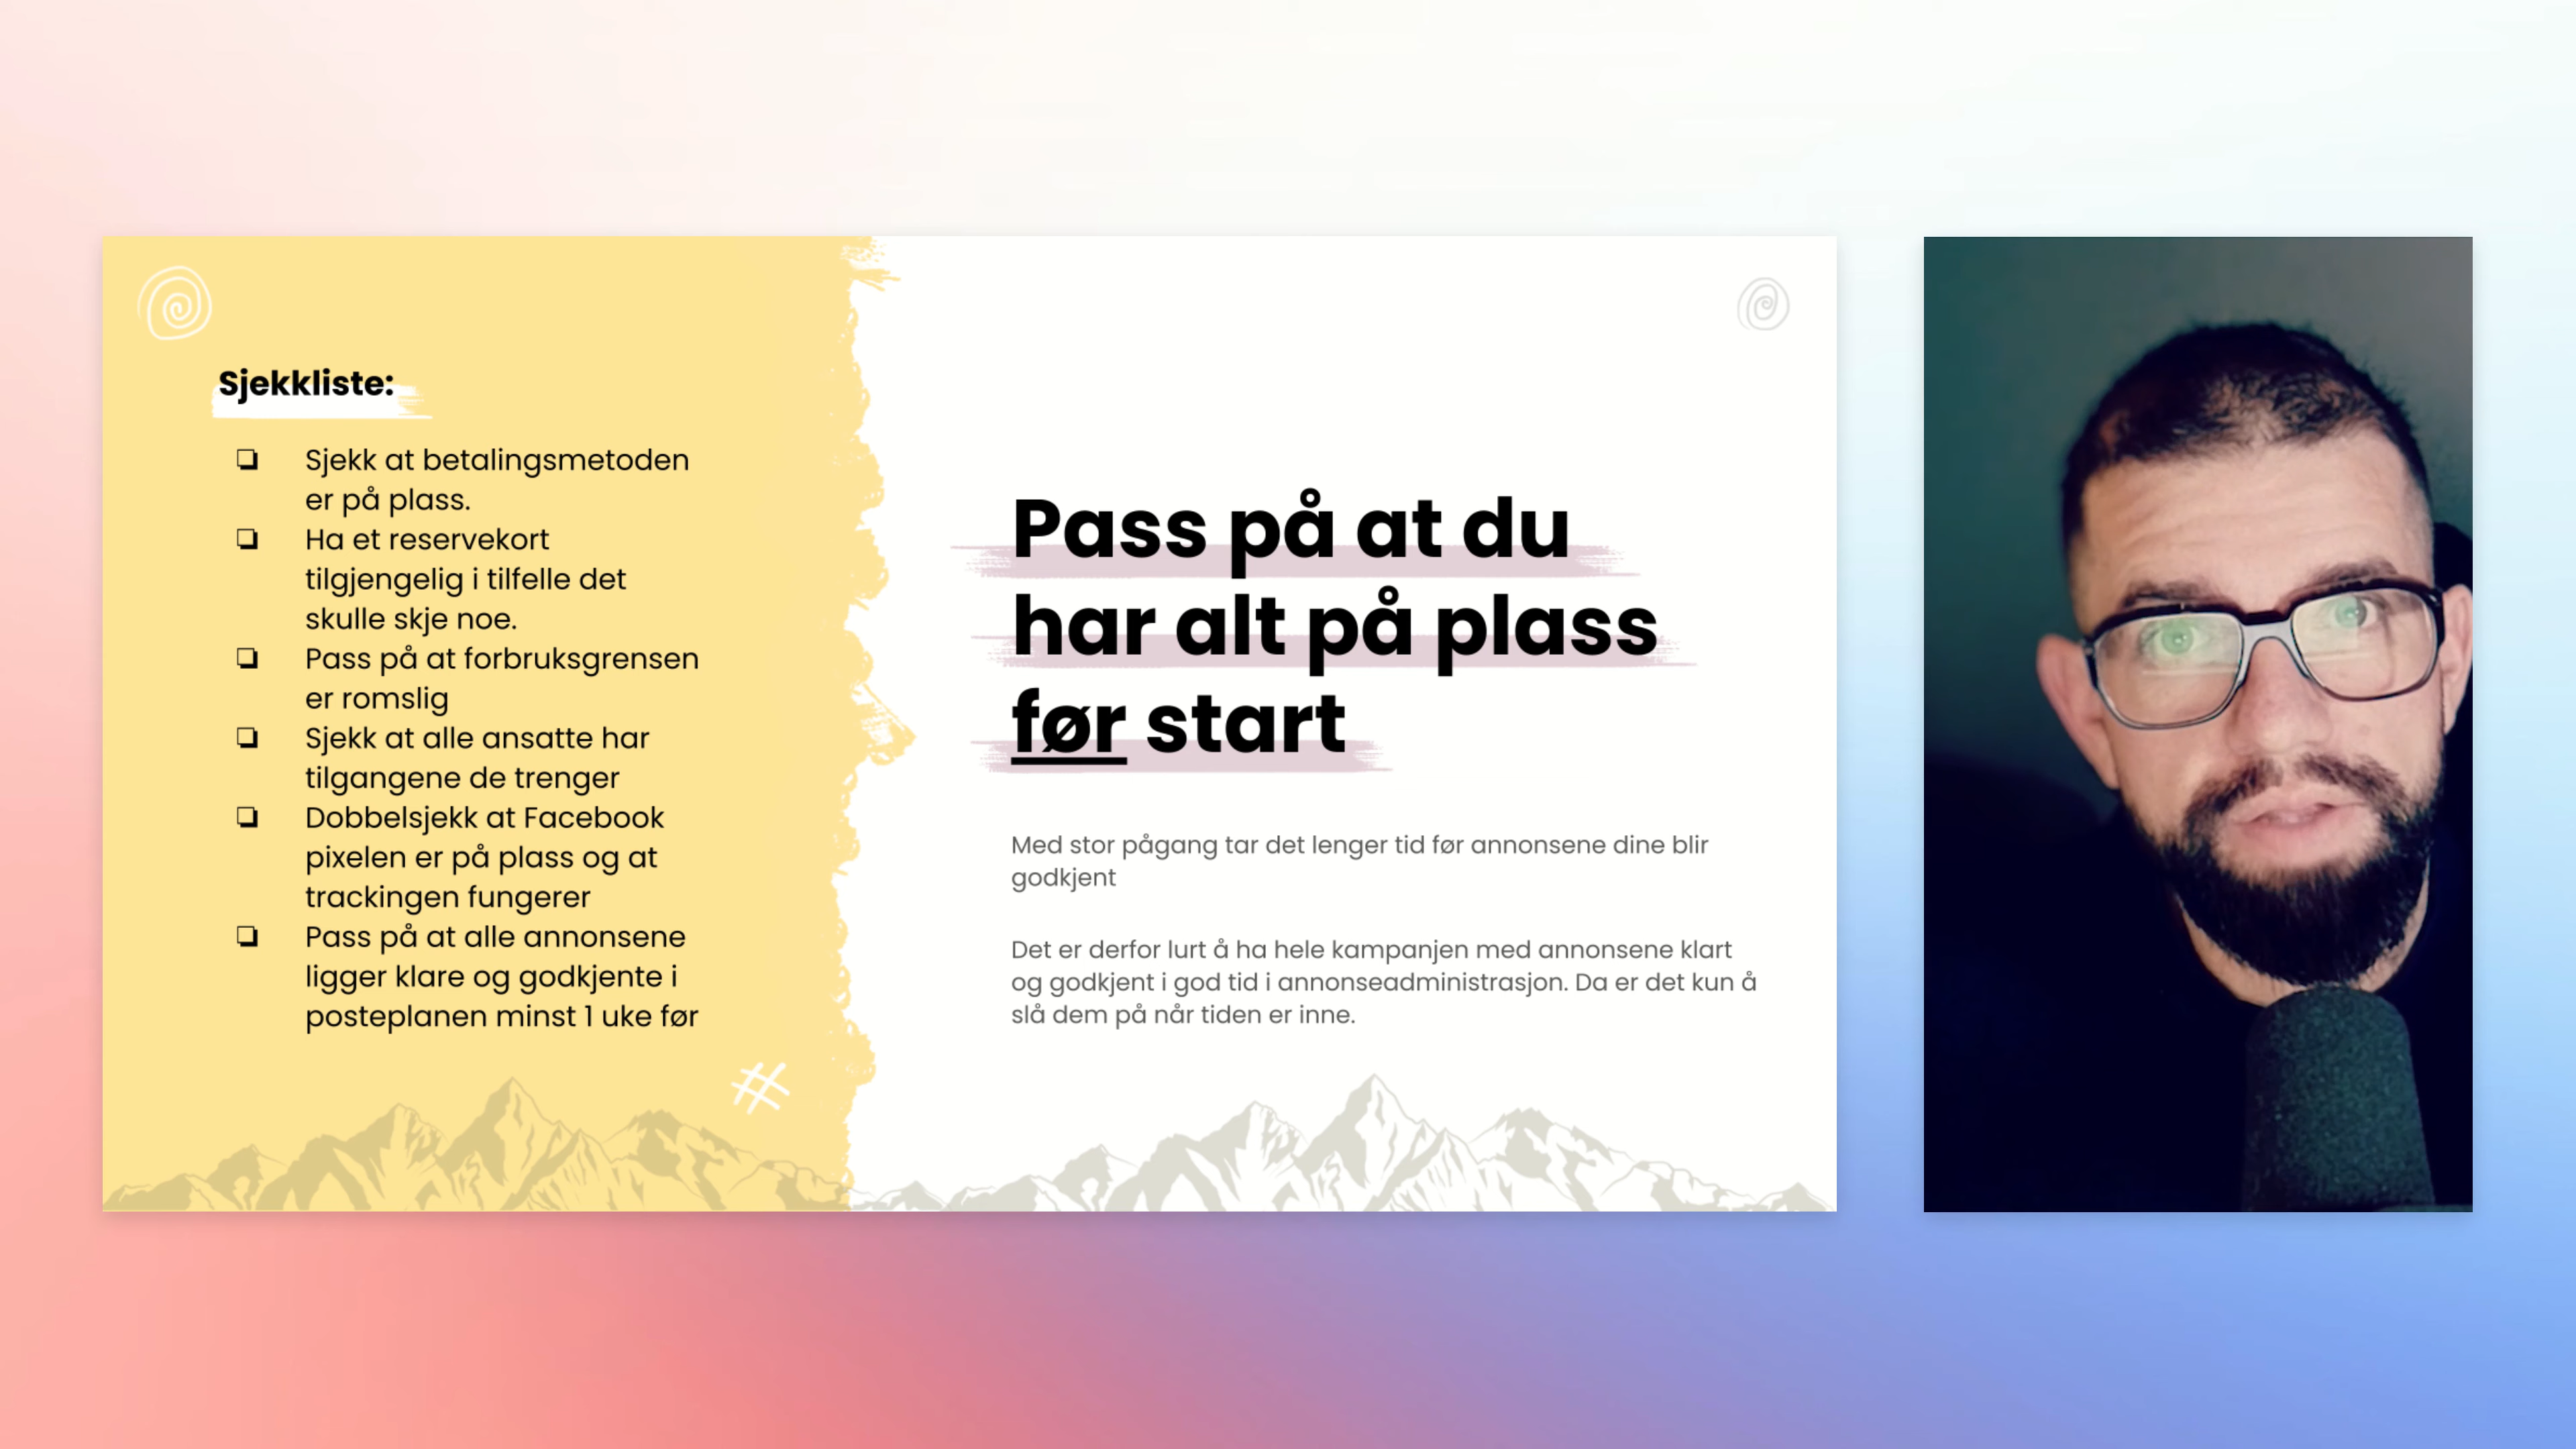 Sjekkliste:
❏ Sjekk at betalingsmetoden
er på plass.
❏ Ha et reservekort
tilgjengelig i tilfelle det
skulle skje noe.
❏ Pass på at forbruksgrensen
er romslig
❏ Sjekk at alle ansatte har
tilgangene de trenger
❏ Dobbelsjekk at Facebook
pixelen er på plass og at
trackingen fungerer
❏ Pass på at alle annonsene
ligger klare og godkjente i
posteplanen minst 1 uke før
Pass på at du
har alt på plass
før start
Med stor pågang tar det lenger tid før annonsene dine blir
godkjent
Det er derfor lurt å ha hele kampanjen med annonsene klart
og godkjent i god tid i annonseadministrasjon. Da er det kun å
slå dem på når tiden er inne.